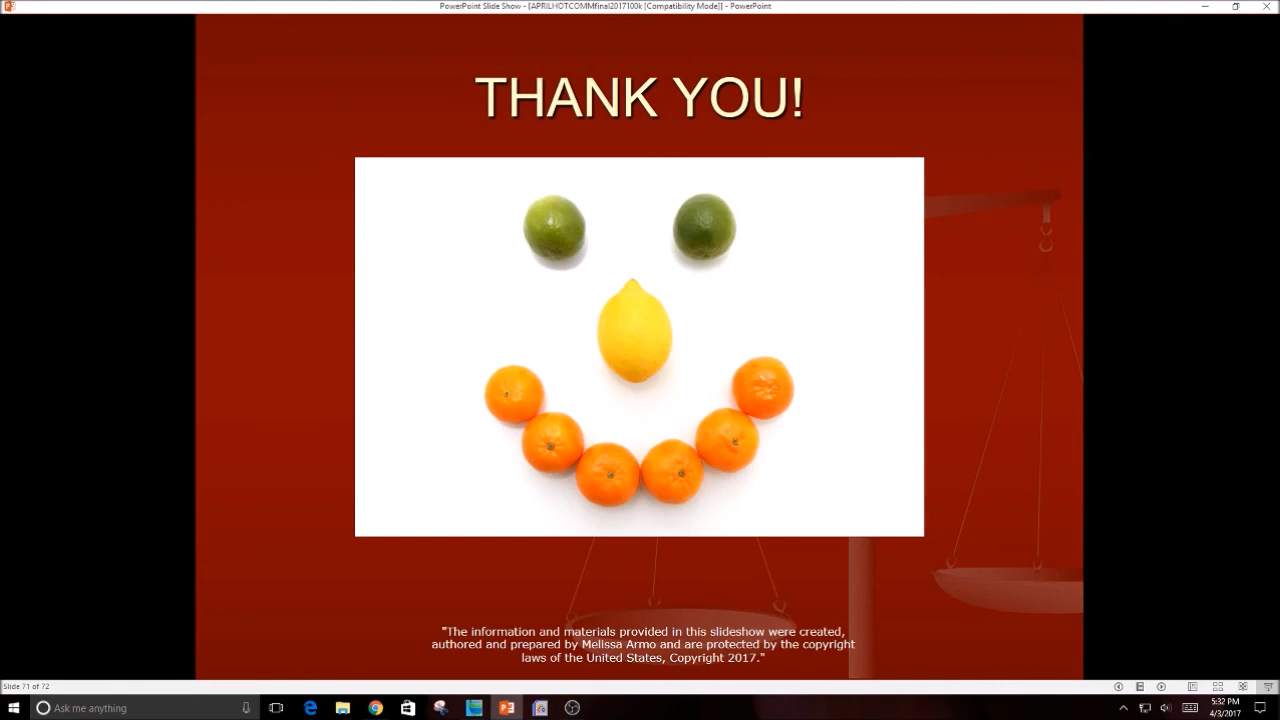 PowerPoint Slide Show - [APRILHOTCOMMfinal2017100k [Compatibility Mode]] - PowerPoint
THANK YOU!
"The information and materials provided in this slideshow were created,
authored and prepared by Melissa Armo and are protected by the copyright
laws of the United States, Copyright 2017."
Slide 71 of 72
Ask me anything
5:32 PM
4/3/2017